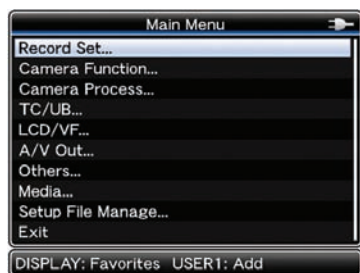 Main Menu
Record Set...
Camera Function...
Camera Process...
TC/UB...
LCD/VF...
A/V Out...
Others...
Media...
Setup File Manage...
Exit
DISPLAY: Favorites USER1: Add